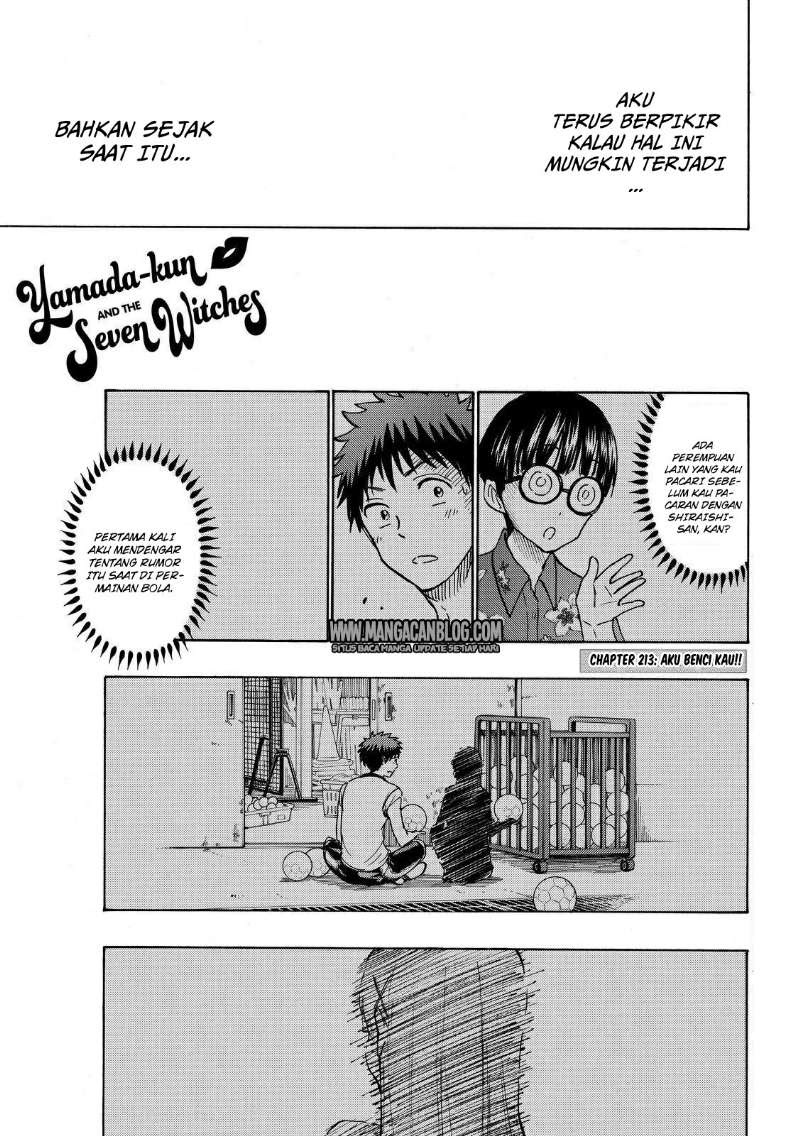 AKU
TERUS BERPIKIR
KALAU HAL INI
MUNGKIN TERJADI
...
BAHKAN SEJAK
SAAT ITU...
Yamada-kun
AND THE
Seven Witches
ADA
PEREMPUAN
LAIN YANG KAU
PACARI SEBE-
LUM KAU PA-
CARAN DENGAN
SHIRAISHI-
SAN, KAN?
PERTAMA KALI
AKU MENDENGAR
TENTANG RUMOR
ITU SAAT DI PER-
MAINAN BOLA.
WWW.MANGACANBLOG.COM
SITUS BACA MANGA UPDATE SETIAP HARI
CHAPTER 213: AKU BENCI KAU!!